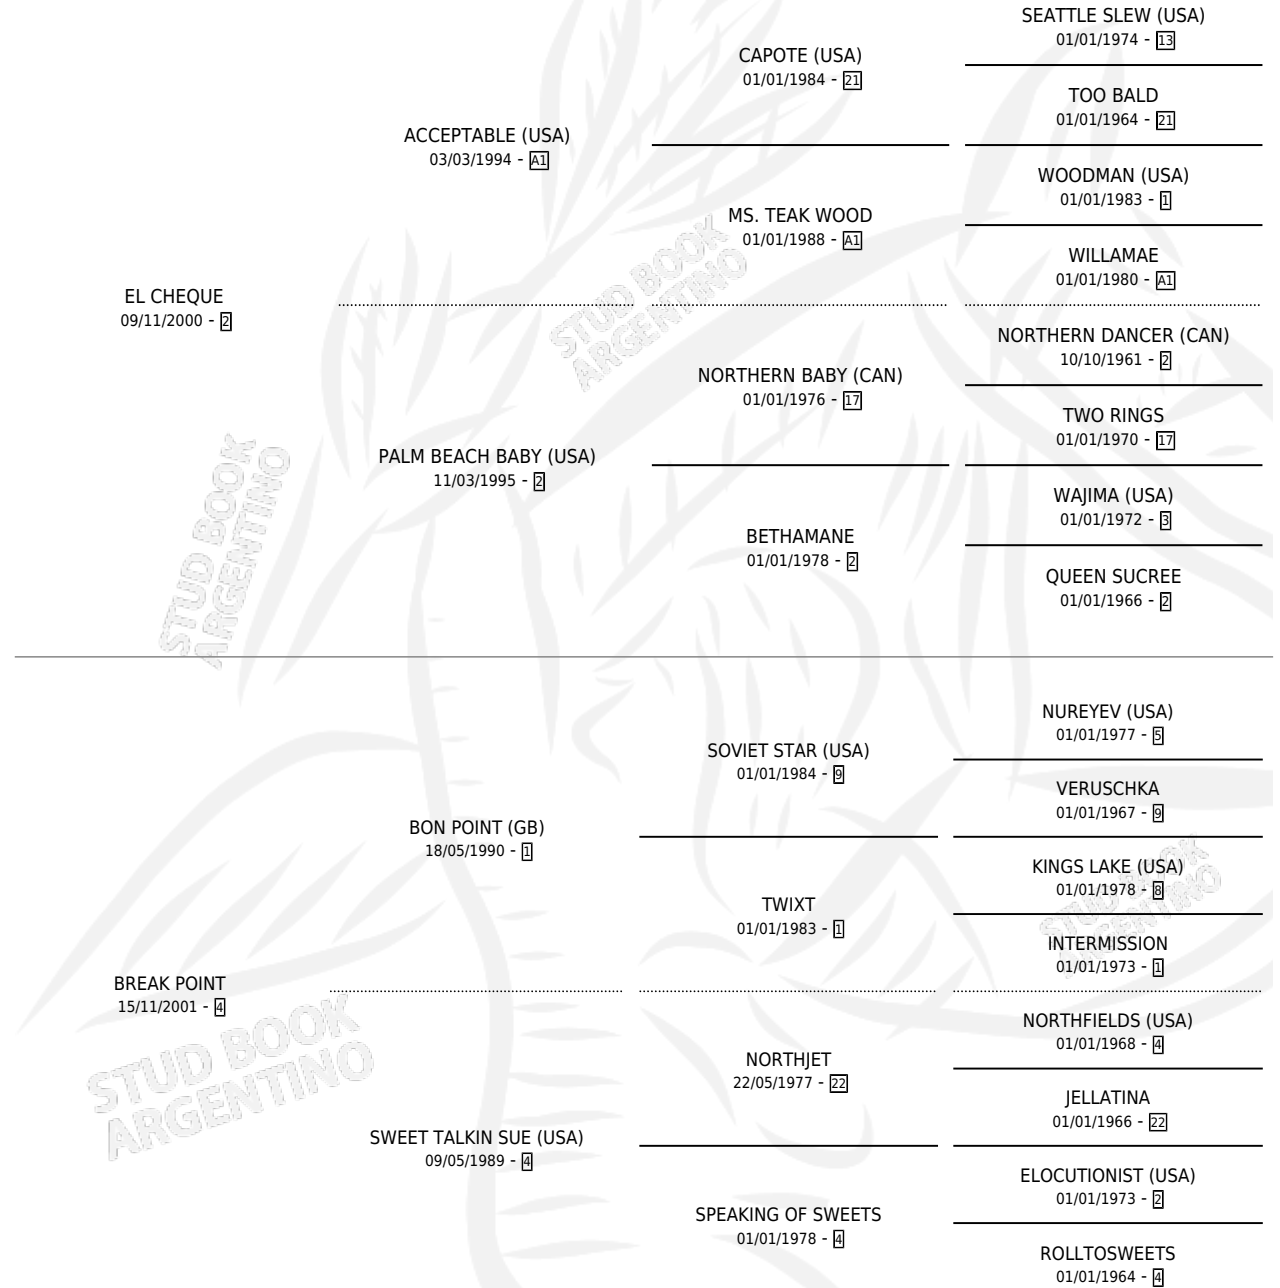 SEATTLE SLEW (USA)
01/01/1974 - 13
CAPOTE (USA)
01/01/1984 - 21
TOO BALD
01/01/1964 - 21
ACCEPTABLE (USA)
03/03/1994 - A1
WOODMAN (USA)
01/01/1983 - 1
MS. TEAK WOOD
01/01/1988 - A1
WILLAMAE
01/01/1980 - A1
EL CHEQUE
09/11/2000 - 2
NORTHERN DANCER (CAN)
10/10/1961 - 2
NORTHERN BABY (CAN)
01/01/1976 - 17
TWO RINGS
01/01/1970 - 17
PALM BEACH BABY (USA)
11/03/1995 - 2
WAJIMA (USA)
01/01/1972 - 3
BETHAMANE
01/01/1978 - 2
QUEEN SUCREE
01/01/1966 - 2
NUREYEV (USA)
01/01/1977 - 5
SOVIET STAR (USA)
01/01/1984 - 9
VERUSCHKA
01/01/1967 - 9
BON POINT (GB)
18/05/1990 - 1
KINGS LAKE (USA)
01/01/1978 - 8
TWIXT
01/01/1983 - 1
INTERMISSION
01/01/1973 - 1
BREAK POINT
15/11/2001 - 4
NORTHFIELDS (USA)
01/01/1968 - 4
NORTHJET
22/05/1977 - 22
JELLATINA
01/01/1966 - 22
SWEET TALKIN SUE (USA)
09/05/1989 - 4
ELOCUTIONIST (USA)
01/01/1973 - 2
SPEAKING OF SWEETS
01/01/1978 - 4
ROLLTOSWEETS
01/01/1964 - 4
STUD BOOK
ARGENTINO
STUD BOOK
ARGENTINO
STUD BOOK
ARGENTINO
STUD BOOK
ARGENTINO